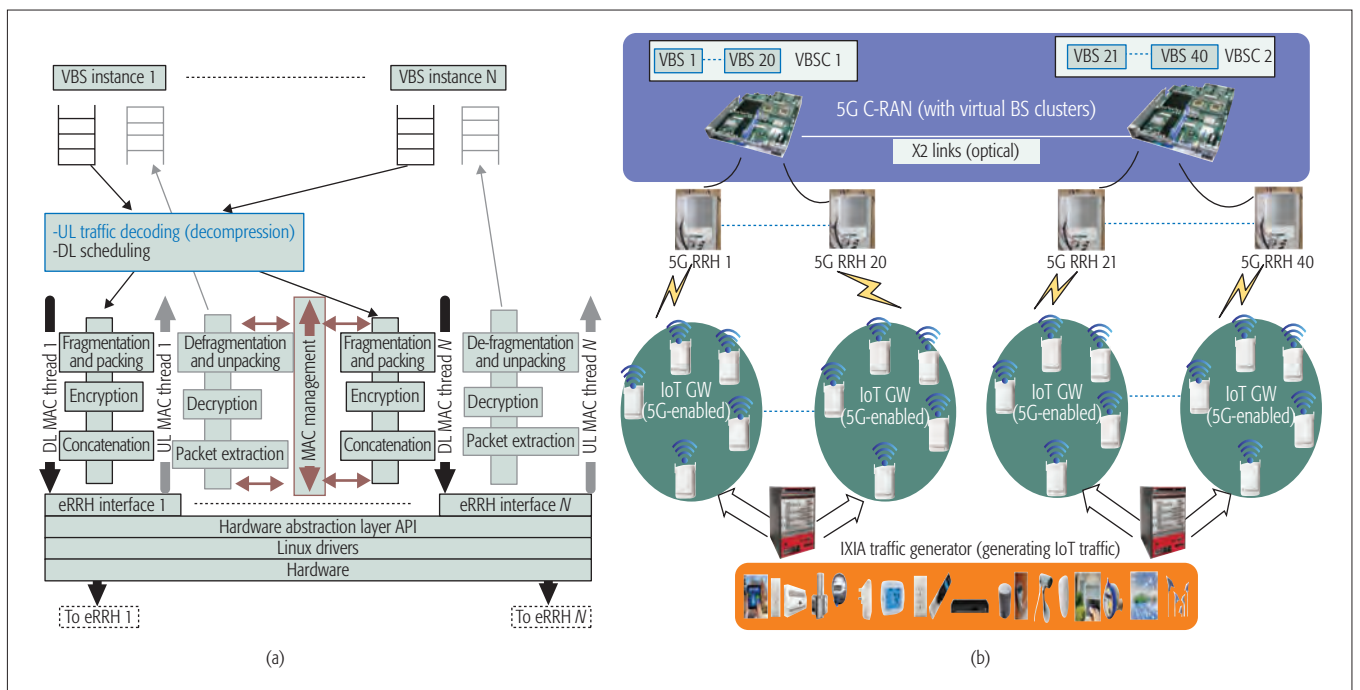 VBS instance 1
VBS instance N
-UL traffic decoding (decompression)
-DL scheduling
DL MAC thread 1
Fragmentation
and packing
Encryption
Concatenation
UL MAC thread 1
Defragmentation
and unpacking
Decryption
Packet extraction
MAC management
Fragmentation
and packing
Encryption
Concatenation
DL MAC thread N
De-fragmentation
and unpacking
Decryption
Packet extraction
UL MAC thread N
eRRH interface 1
eRRH interface N
Hardware abstraction layer API
Linux drivers
Hardware
To eRRH 1
To eRRH N
(a)
VBS 1
VBS 20
VBSC 1
VBS 21
VBS 40
VBSC 2
5G C-RAN (with virtual BS clusters)
X2 links (optical)
5G RRH 1
5G RRH 20
5G RRH 21
5G RRH 40
IoT GW
(5G-enabled)
IoT GW
(5G-enabled)
IoT GW
(5G-enabled)
IoT GW
(5G-enabled)
IXIA traffic generator (generating IoT traffic)
(b)